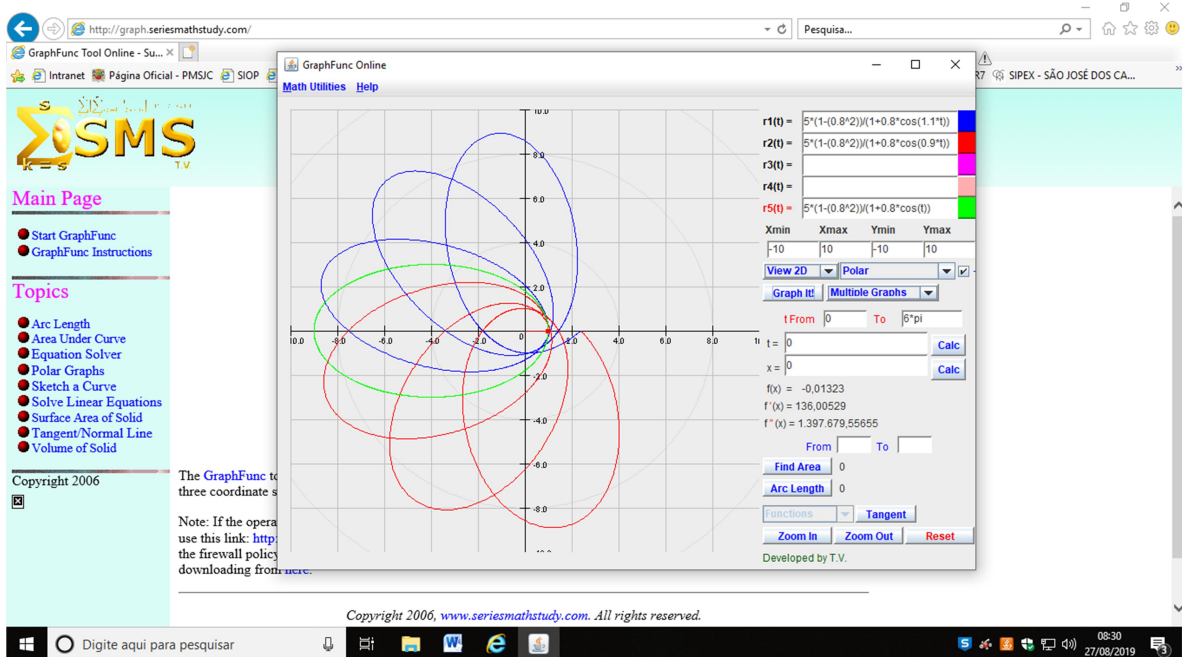 http://graph.seriesmathstudy.com/
Pesquisa...
GraphFunc Tool Online - Su...
Intranet
Página Oficial - PMSJC
SIOP
R7
SIPEX - SÃO JOSÉ DOS CA...
SMS
k = s
T.V
Main Page
Start GraphFunc
GraphFunc Instructions
Topics
Arc Length
Area Under Curve
Equation Solver
Polar Graphs
Sketch a Curve
Solve Linear Equations
Surface Area of Solid
Tangent/Normal Line
Volume of Solid
Copyright 2006
GraphFunc Online
Math Utilities Help
10.0
8.0
6.0
4.0
2.0
-6.0 -4.0 -2.0 0 2.0 4.0 6.0 8.0
-2.0
-4.0
-6.0
-8.0
r1(t) = 5*(1-(0.8^2))/(1+0.8*cos(1.1*t))
r2(t) = 5*(1-(0.8^2))/(1+0.8*cos(0.9*t))
r3(t) =
r4(t) =
r5(t) = 5*(1-(0.8^2))/(1+0.8*cos(t))
Xmin Xmax Ymin Ymax
-10 10 -10 10
View 2D Polar
Graph It! Multiple Graphs
t From 0 To 6*pi
t = 0 Calc
x = 0 Calc
f(x) = -0,01323
f '(x) = 136,00529
f "(x) = 1.397.679,55655
From To
Find Area 0
Arc Length 0
Functions Tangent
Zoom In Zoom Out Reset
Developed by T.V.
The GraphFunc to
three coordinate s
Note: If the opera
use this link: http:
the firewall policy
downloading from here.
Copyright 2006, www.seriesmathstudy.com. All rights reserved.
Digite aqui para pesquisar
08:30
27/08/2019
3